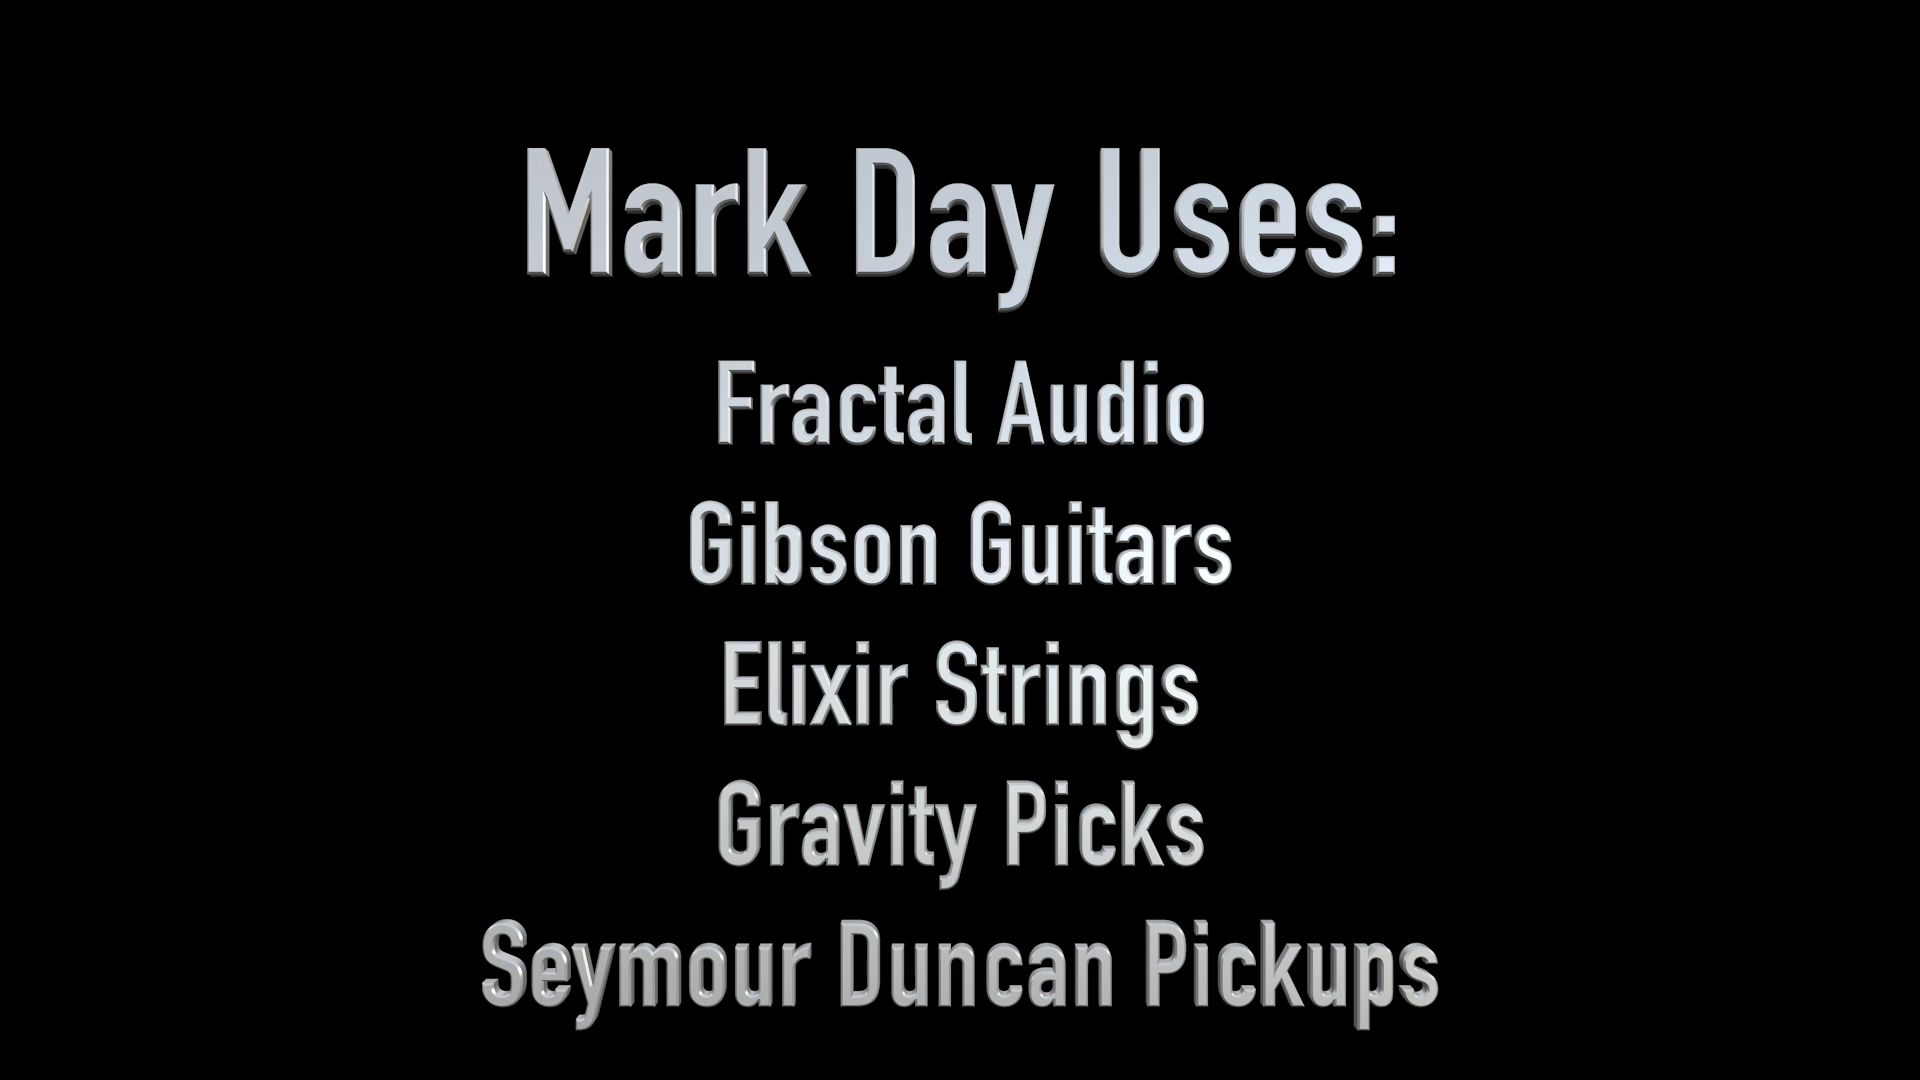 Mark Day Uses:
Fractal Audio
Gibson Guitars
Elixir Strings
Gravity Picks
Seymour Duncan Pickups